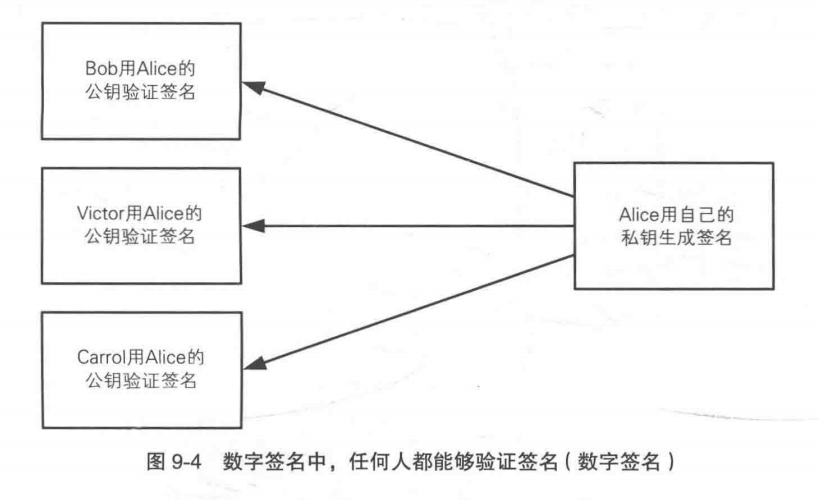 Bob用Alice的
公钥验证签名
Victor用Alice的
公钥验证签名
Alice用自己的
私钥生成签名
Carrol用Alice的
公钥验证签名
图 9-4 数字签名中，任何人都能够验证签名（数字签名）